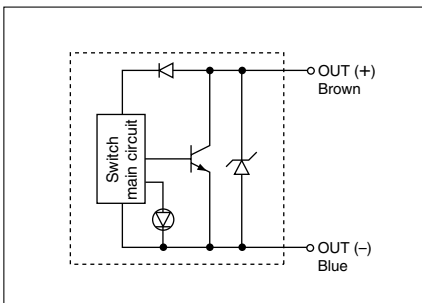 OUT (+)
Brown
Switch
main circuit
OUT (–)
Blue